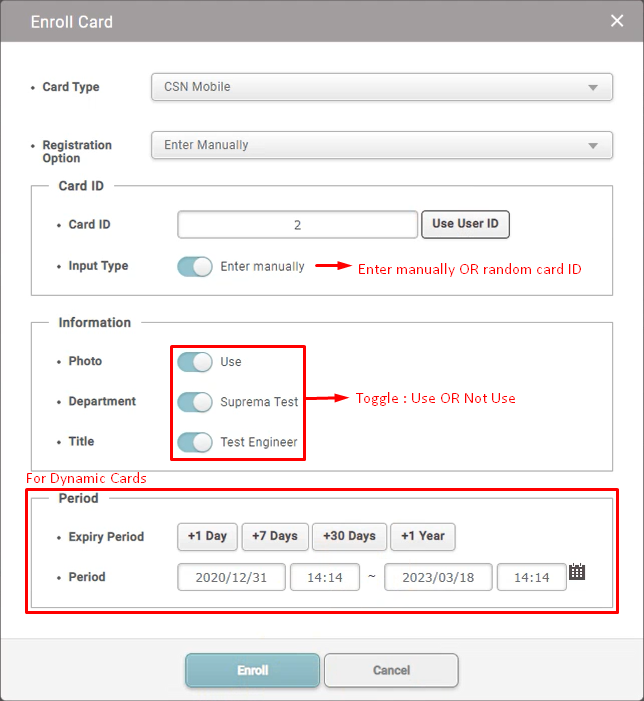 Enroll Card
Card Type
CSN Mobile
Registration
Option
Enter Manually
Card ID
Card ID
2
Use User ID
Input Type
Enter manually
Enter manually OR random card ID
Information
Photo
Use
Department
Suprema Test
Toggle : Use OR Not Use
Title
Test Engineer
For Dynamic Cards
Period
Expiry Period
+1 Day
+7 Days
+30 Days
+1 Year
Period
2020/12/31
14:14
~
2023/03/18
14:14
Enroll
Cancel